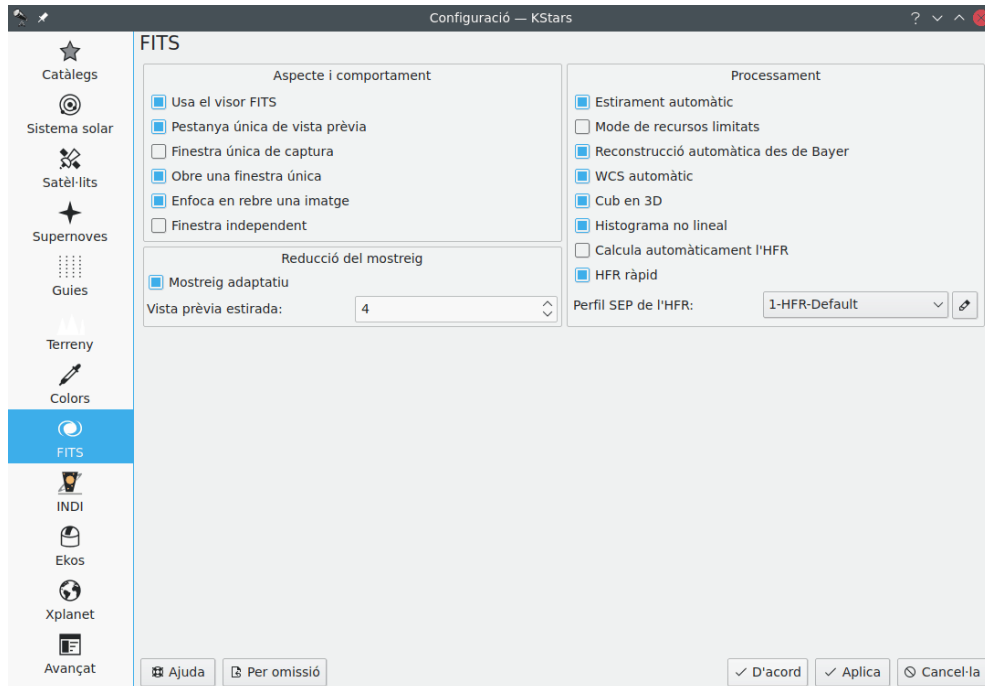 Configuració — KStars
Catàlegs
Sistema solar
Satèl·lits
Supernoves
Guies
Terreny
Colors
FITS
INDI
Ekos
Xplanet
Avançat
FITS
Aspecte i comportament
Usa el visor FITS
Pestanya única de vista prèvia
Finestra única de captura
Obre una finestra única
Enfoca en rebre una imatge
Finestra independent
Reducció del mostreig
Mostreig adaptatiu
Vista prèvia estirada: 4
Processament
Estirament automàtic
Mode de recursos limitats
Reconstrucció automàtica des de Bayer
WCS automàtic
Cub en 3D
Histograma no lineal
Calcula automàticament l'HFR
HFR ràpid
Perfil SEP de l'HFR: 1-HFR-Default
Ajuda Per omissió D'acord Aplica Cancel·la